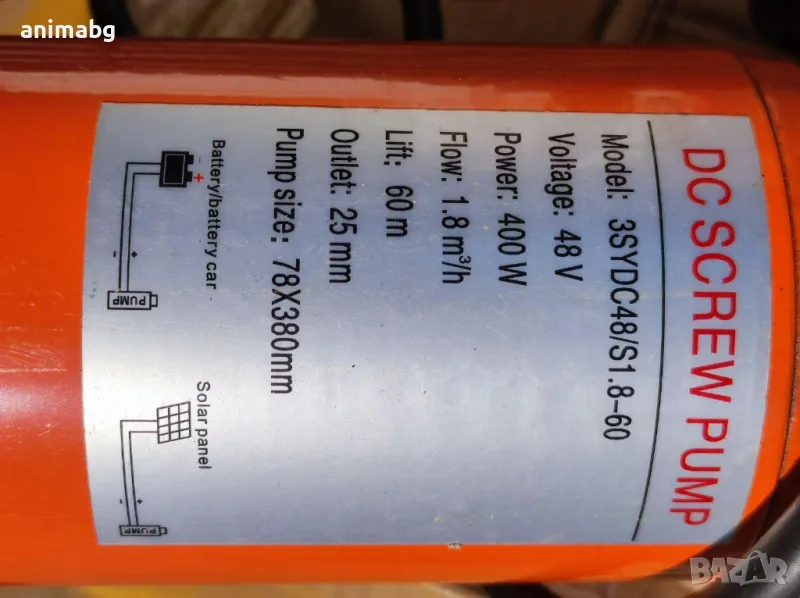 animabg
DC SCREW PUMP
Model: 3SYDC48/S1.8-60
Voltage: 48 V
Power: 400 W
Flow: 1.8 m³/h
Lift: 60 m
Outlet: 25 mm
Pump size: 78X380mm
Battery/battery car
- +
+ -
PUMP
Solar panel
+ -
PUMP
BAZAR